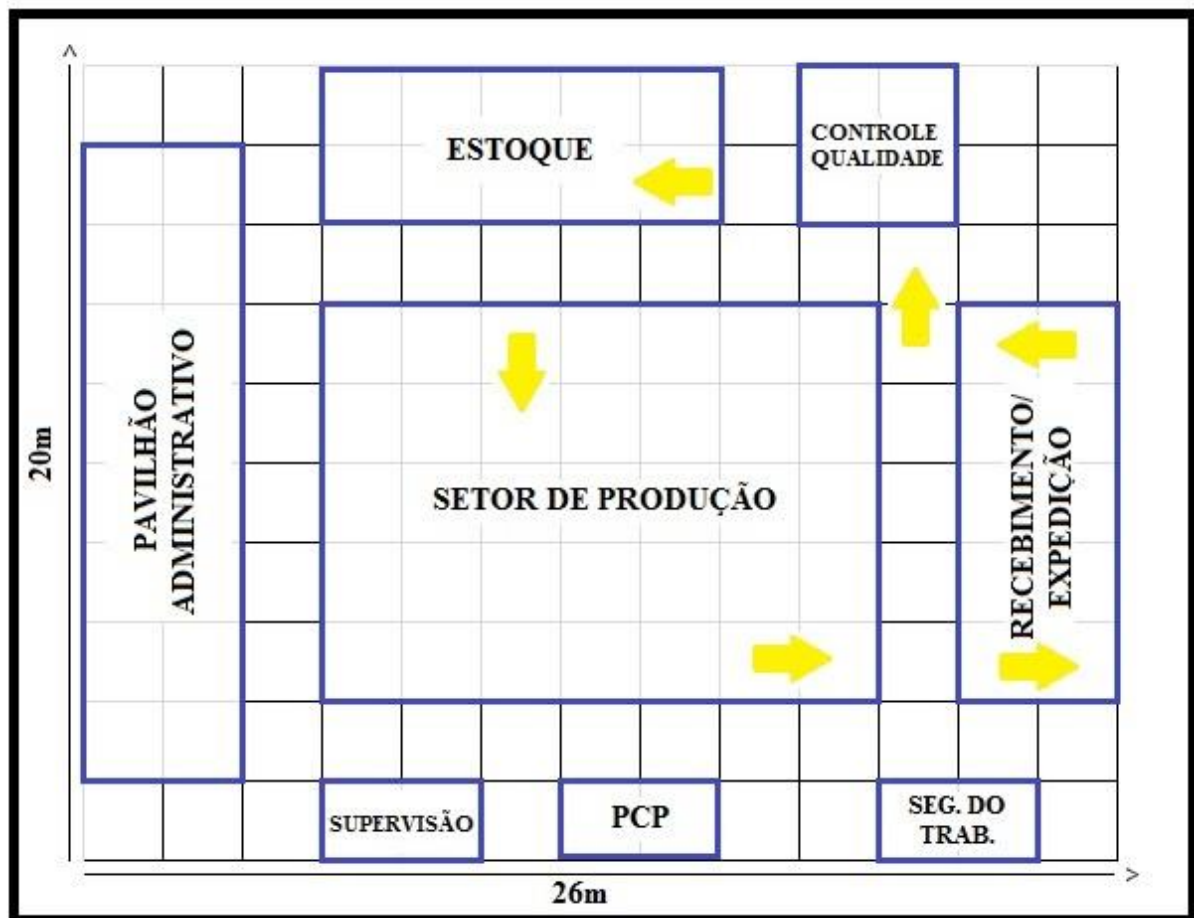 ESTOQUE
CONTROLE
QUALIDADE
PAVILHÃO
ADMINISTRATIVO
20m
SETOR DE PRODUÇÃO
RECEBIMENTO/
EXPEDIÇÃO
SUPERVISÃO
PCP
SEG. DO
TRAB.
26m